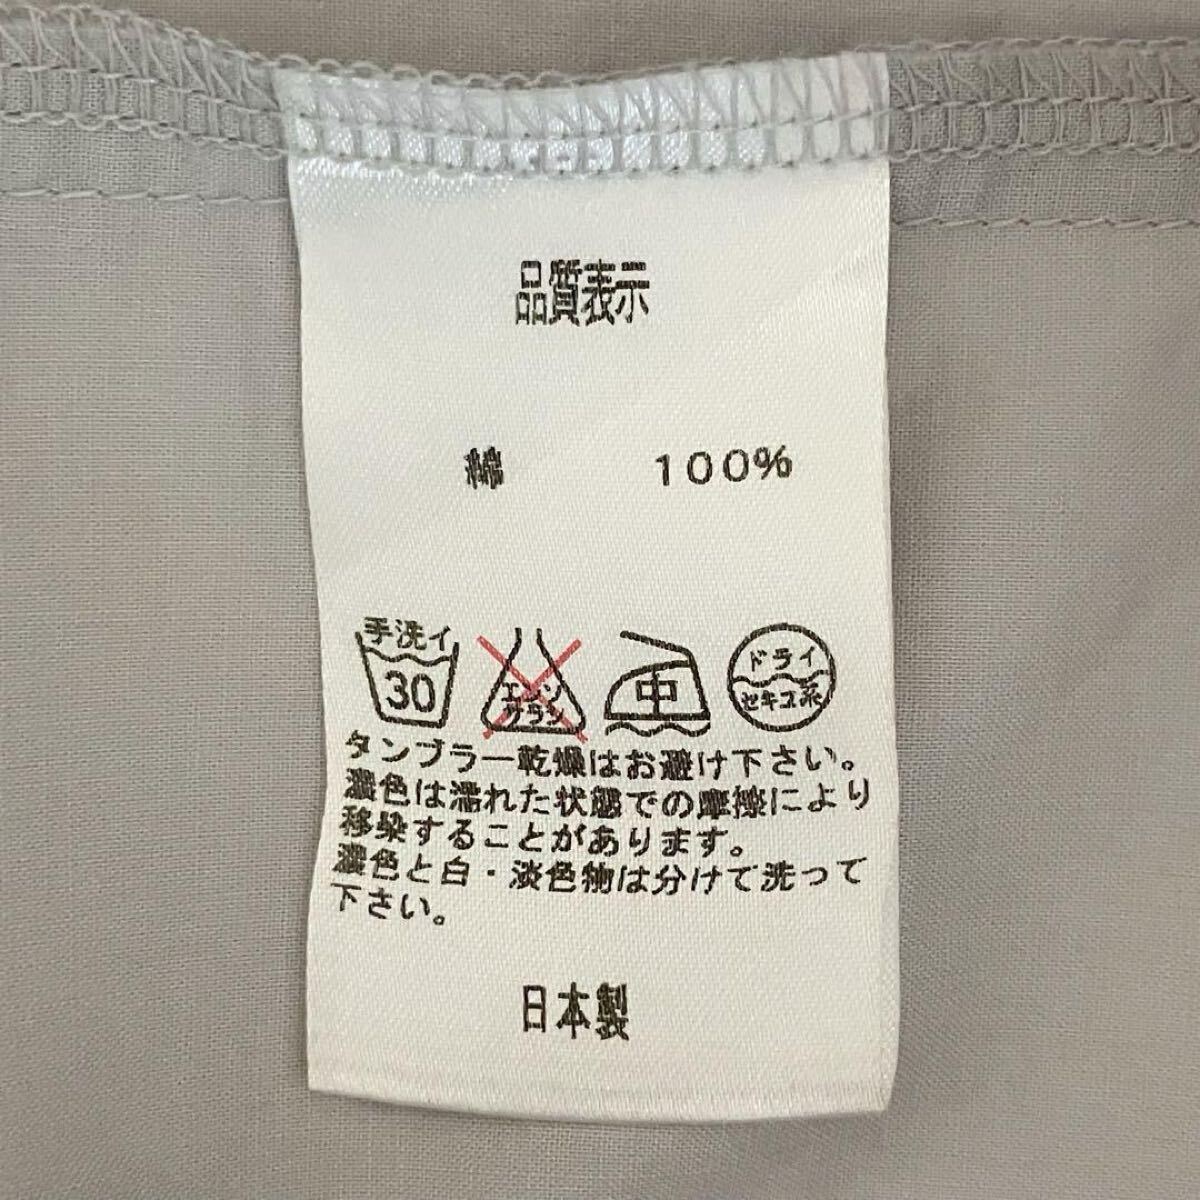 品質表示
綿 100%
手洗イ
30
エンソ
サラシ
中
ドライ
セキユ系
タンブラー乾燥はお避け下さい。
濃色は濡れた状態での摩擦により
移染することがあります。
濃色と白・淡色物は分けて洗って
下さい。
日本製